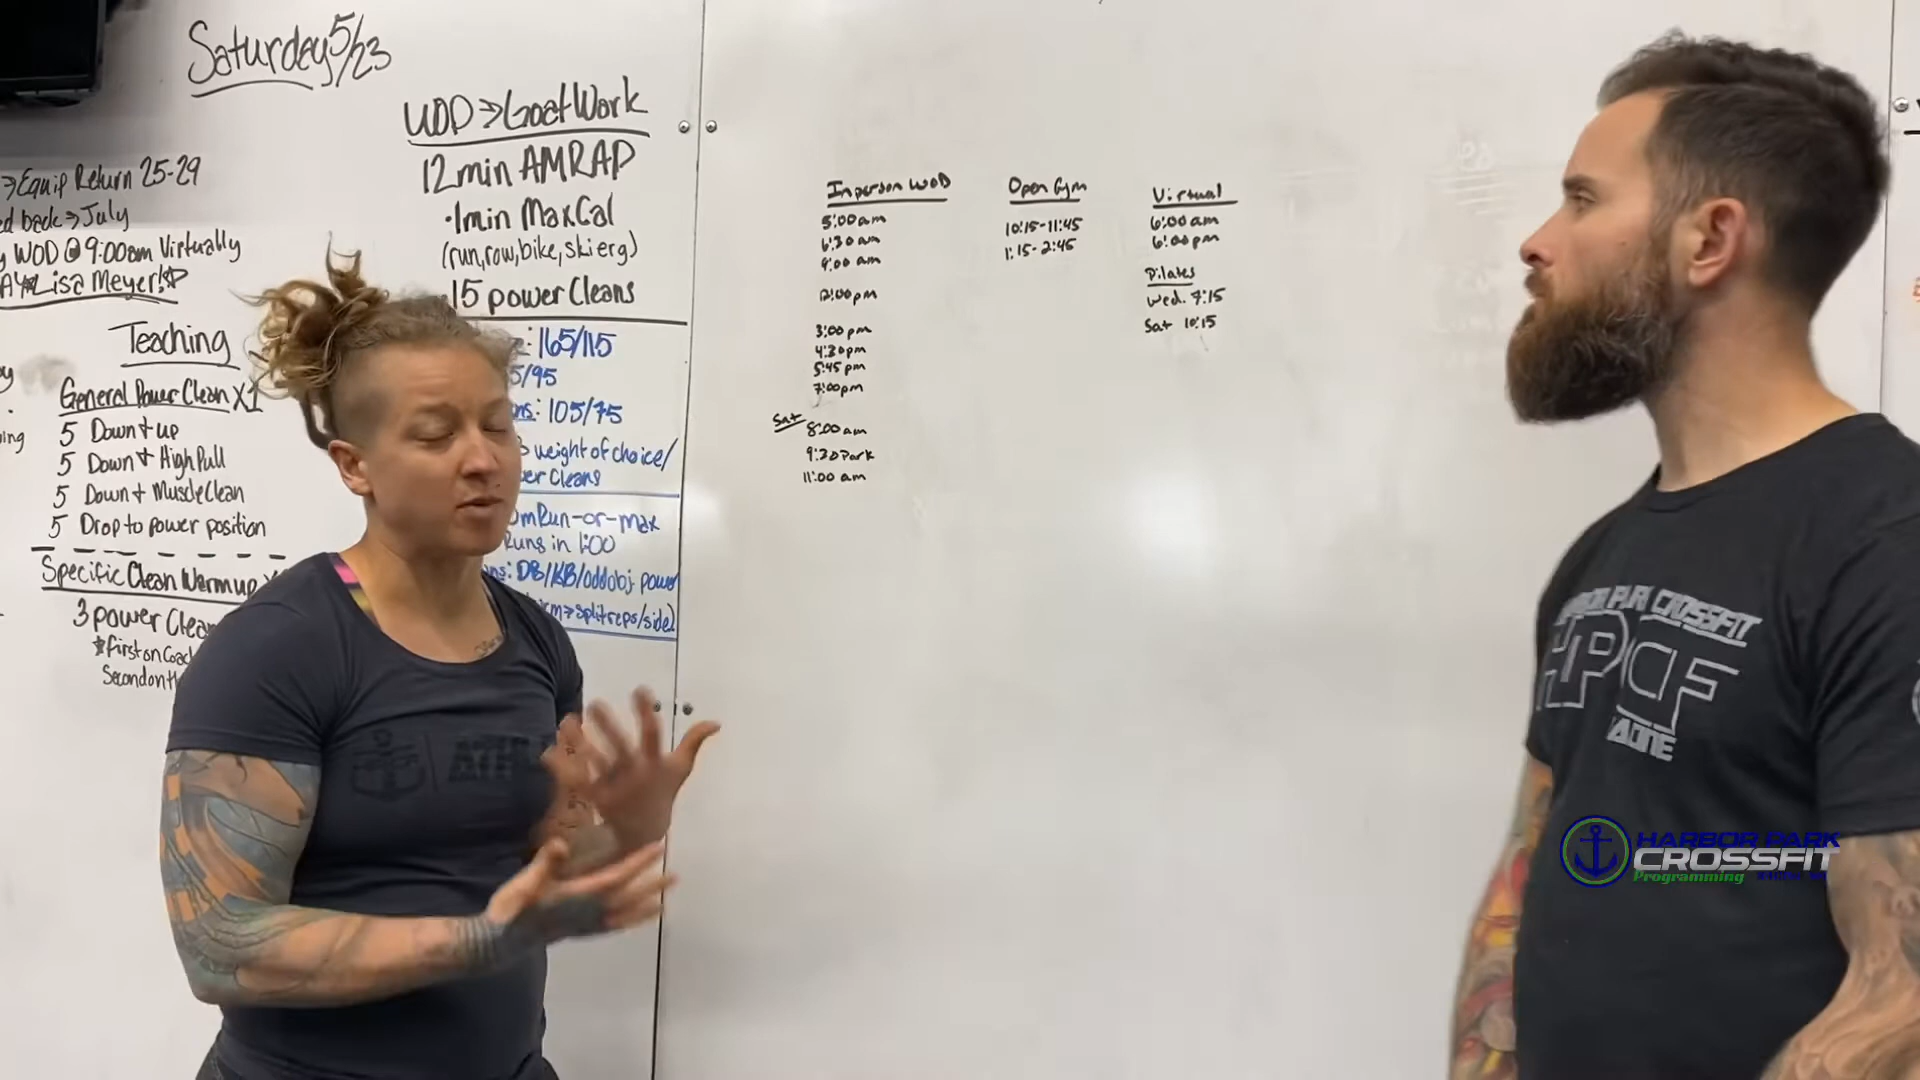 Saturday 5/23
Equip Return 25-29
back → July
WOD @ 9:00am Virtually
Lisa Meyer!
Teaching
General Power Clean X1
5 Down + up
5 Down + High Pull
5 Down + Muscle Clean
5 Drop to power position
Specific Clean Warmup
3 power Clean
*first on Coach
Second on th
WOD → Goat Work
12 min AMRAP
•1 min Max Cal
(run, row, bike, ski erg)
15 power Cleans
: 165/115
5/95
: 105/75
weight of choice/
Cleans
Run -or- max
Runs in 1:00
: DB/KB/odd obj. power
→ split reps/side)
In person WOD
5:00 am
6:30 am
9:00 am
12:00 pm
3:00 pm
4:30 pm
5:45 pm
7:00 pm
Sat
8:00 am
9:30 Park
11:00 am
Open Gym
10:15-11:45
1:15-2:45
Virtual
6:00 am
6:00 pm
Pilates
Wed. 7:15
Sat 10:15
HARBOR PARK CROSSFIT
HPCF
HARBOR PARK
CROSSFIT
Programming